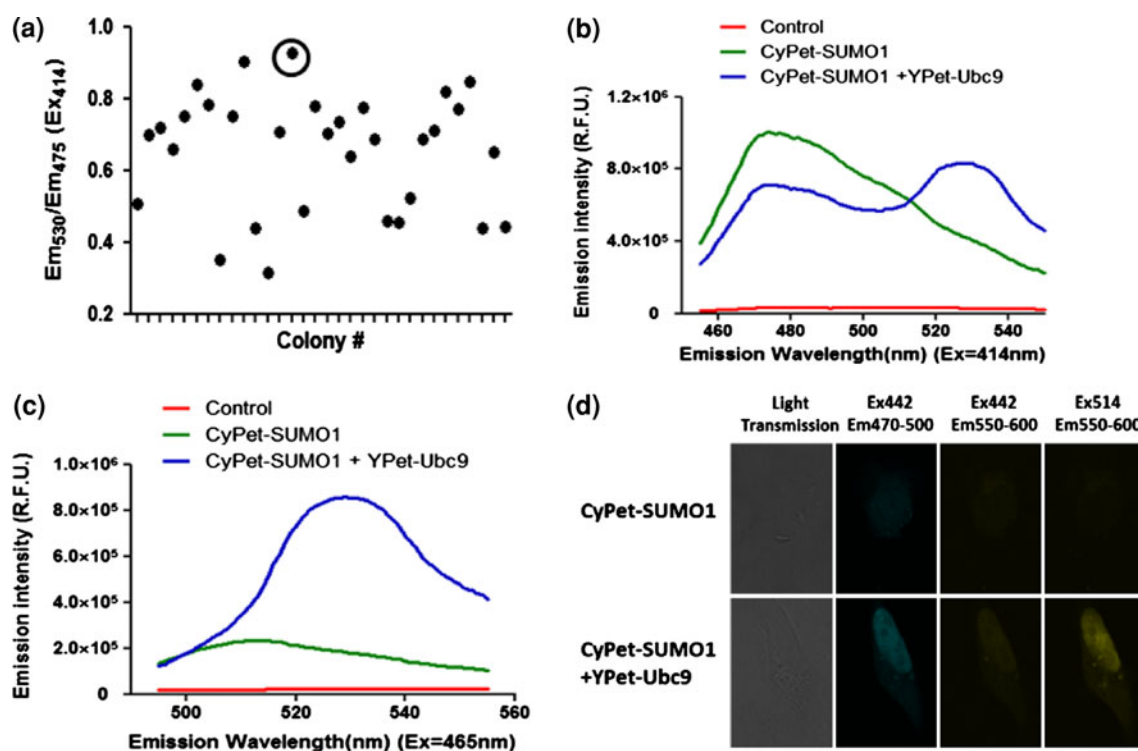 (a)
1.0
0.8
0.6
0.4
0.2
Em530/Em475 (Ex414)
Colony #
(b)
Control
CyPet-SUMO1
CyPet-SUMO1 +YPet-Ubc9
1.2×10⁶
8.0×10⁵
4.0×10⁵
0
Emission intensity (R.F.U.)
460 480 500 520 540
Emission Wavelength(nm) (Ex=414nm)
(c)
Control
CyPet-SUMO1
CyPet-SUMO1 + YPet-Ubc9
1.0×10⁶
8.0×10⁵
6.0×10⁵
4.0×10⁵
2.0×10⁵
0
Emission intensity (R.F.U.)
500 520 540 560
Emission Wavelength(nm) (Ex=465nm)
(d)
Light Ex442 Ex442 Ex514
Transmission Em470-500 Em550-600 Em550-600
CyPet-SUMO1
CyPet-SUMO1
+YPet-Ubc9